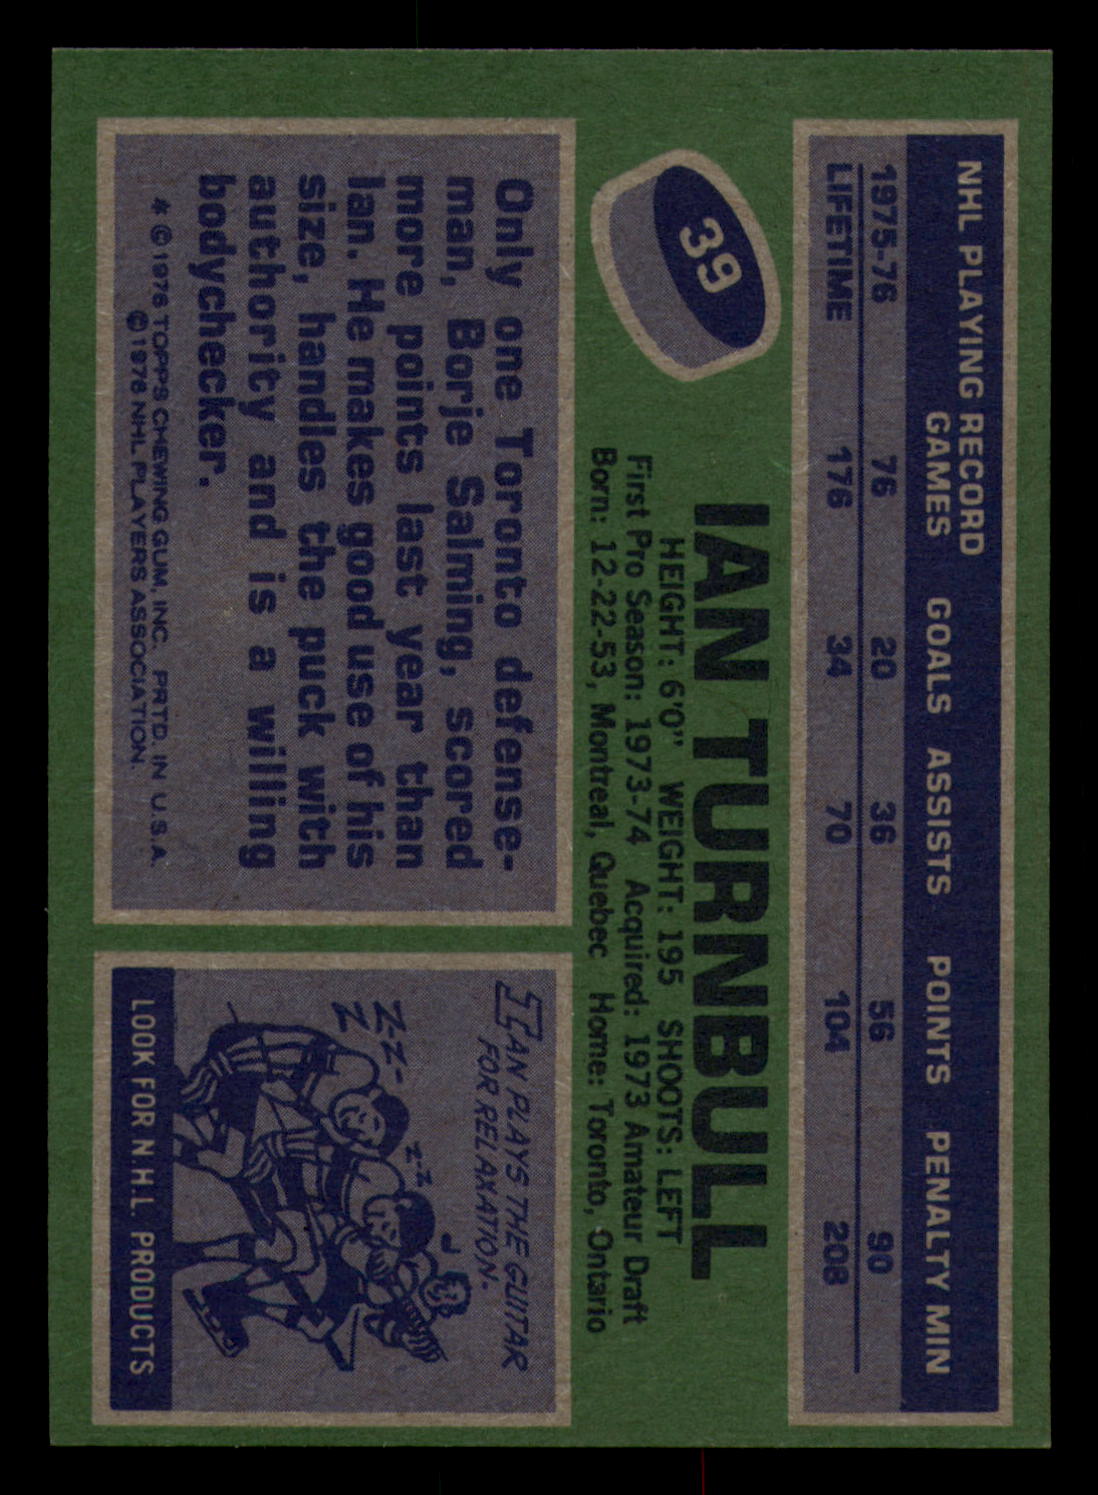 NHL PLAYING RECORD
GAMES GOALS ASSISTS POINTS PENALTY MIN
1975-76 76 20 36 56 90
LIFETIME 176 34 70 104 208
39
IAN TURNBULL
HEIGHT: 6'0" WEIGHT: 195 SHOOTS: LEFT
First Pro Season: 1973-74 Acquired: 1973 Amateur Draft
Born: 12-22-53, Montreal, Quebec Home: Toronto, Ontario
Only one Toronto defense-
man, Borje Salming, scored
more points last year than
Ian. He makes good use of his
size, handles the puck with
authority and is a willing
bodychecker.
* © 1976 TOPPS CHEWING GUM, INC. PRTD. IN U.S.A.
© 1976 NHL PLAYERS ASSOCIATION.
IAN PLAYS THE GUITAR
FOR RELAXATION.
Z-Z-
Z
Z-Z
LOOK FOR N.H.L. PRODUCTS